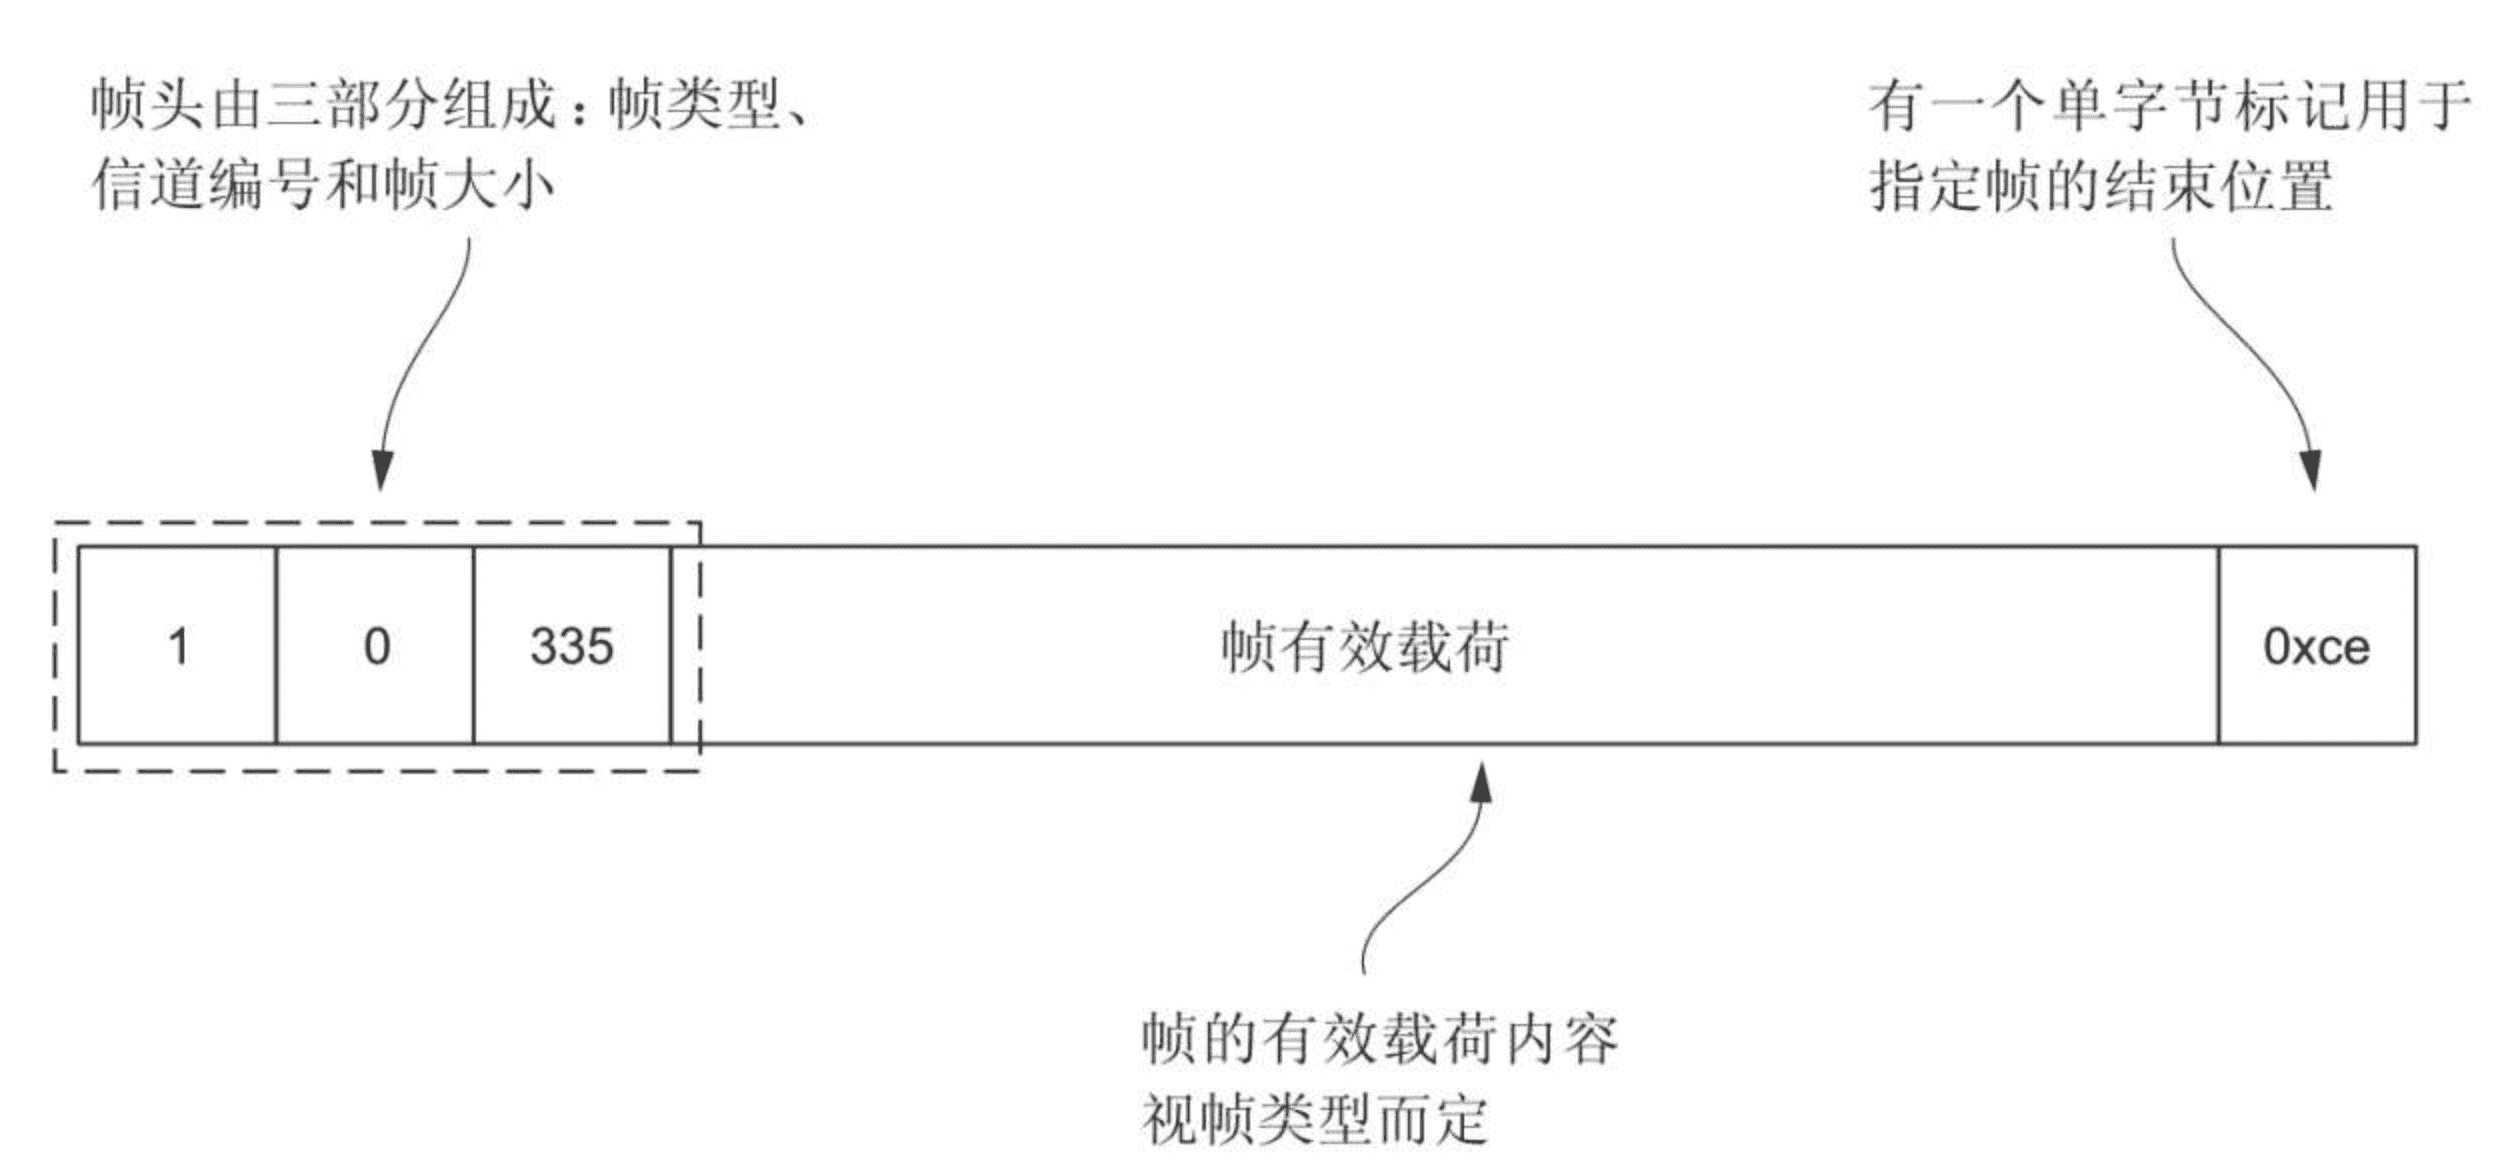 帧头由三部分组成：帧类型、
信道编号和帧大小
有一个单字节标记用于
指定帧的结束位置
1 0 335 帧有效载荷 0xce
帧的有效载荷内容
视帧类型而定